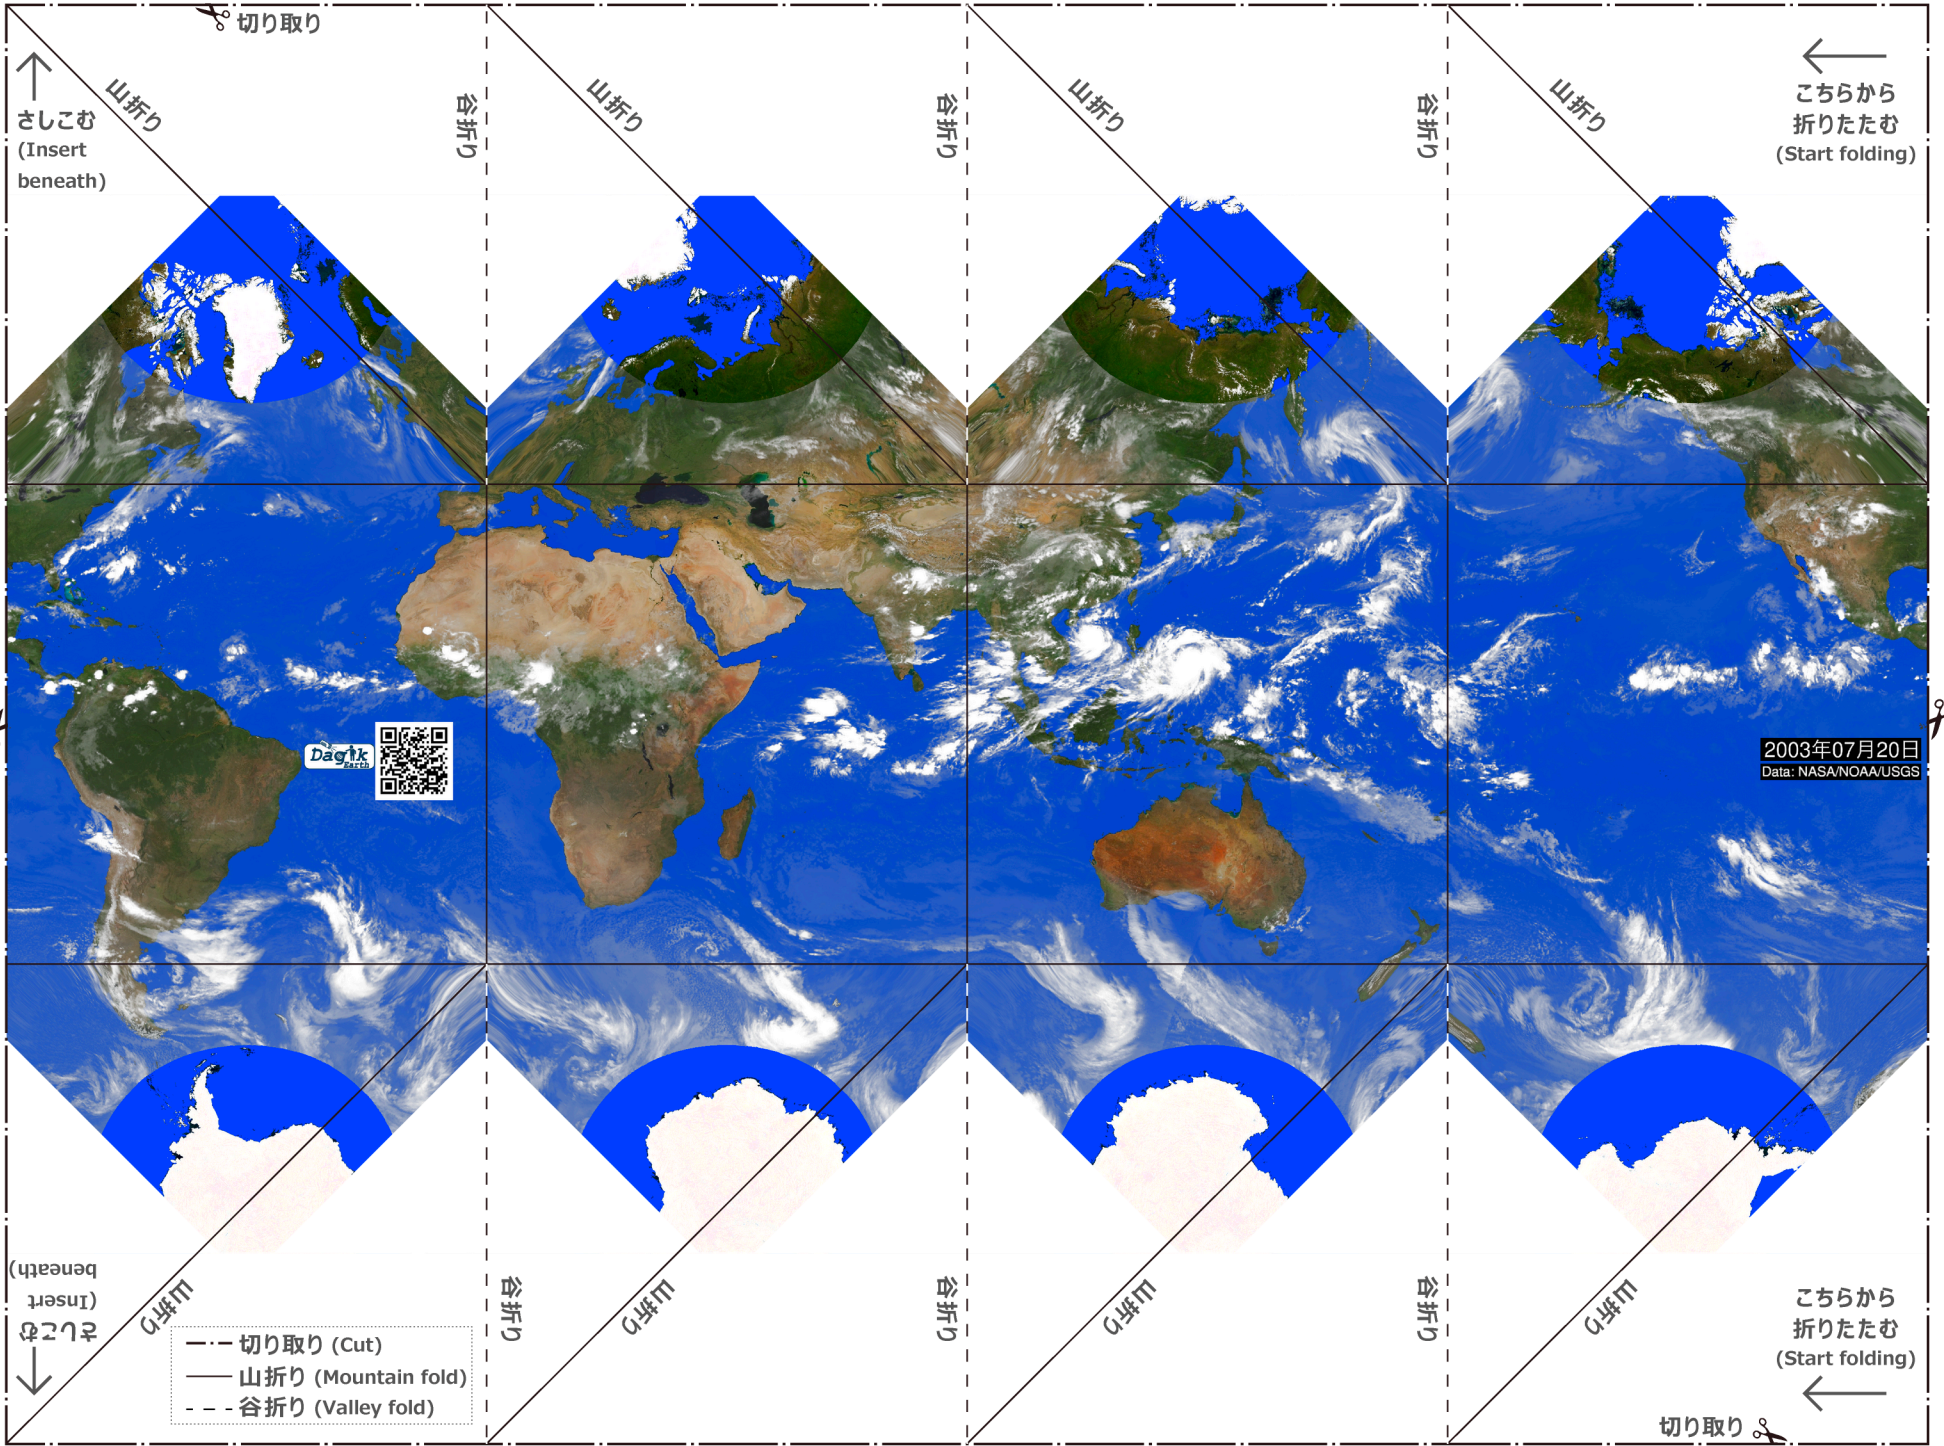 切り取り
山折り
谷折り
山折り
谷折り
山折り
谷折り
山折り
さしこむ
(Insert
beneath)
こちらから
折りたたむ
(Start folding)
Dagik
Earth
2003年07月20日
Data: NASA/NOAA/USGS
さしこむ
(Insert
beneath)
山折り
谷折り
山折り
谷折り
山折り
谷折り
山折り
こちらから
折りたたむ
(Start folding)
切り取り (Cut)
山折り (Mountain fold)
谷折り (Valley fold)
切り取り